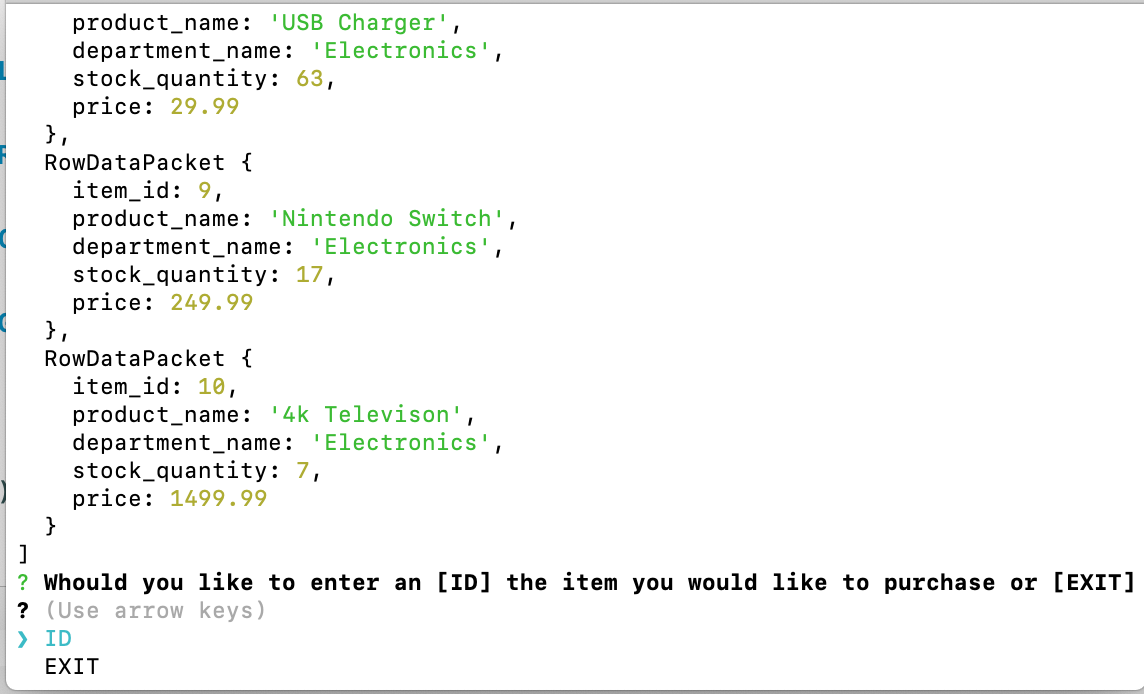 product_name: 'USB Charger',
department_name: 'Electronics',
stock_quantity: 63,
price: 29.99
},
RowDataPacket {
item_id: 9,
product_name: 'Nintendo Switch',
department_name: 'Electronics',
stock_quantity: 17,
price: 249.99
},
RowDataPacket {
item_id: 10,
product_name: '4k Televison',
department_name: 'Electronics',
stock_quantity: 7,
price: 1499.99
}
]
? Whould you like to enter an [ID] the item you would like to purchase or [EXIT]
? (Use arrow keys)
❯ ID
EXIT